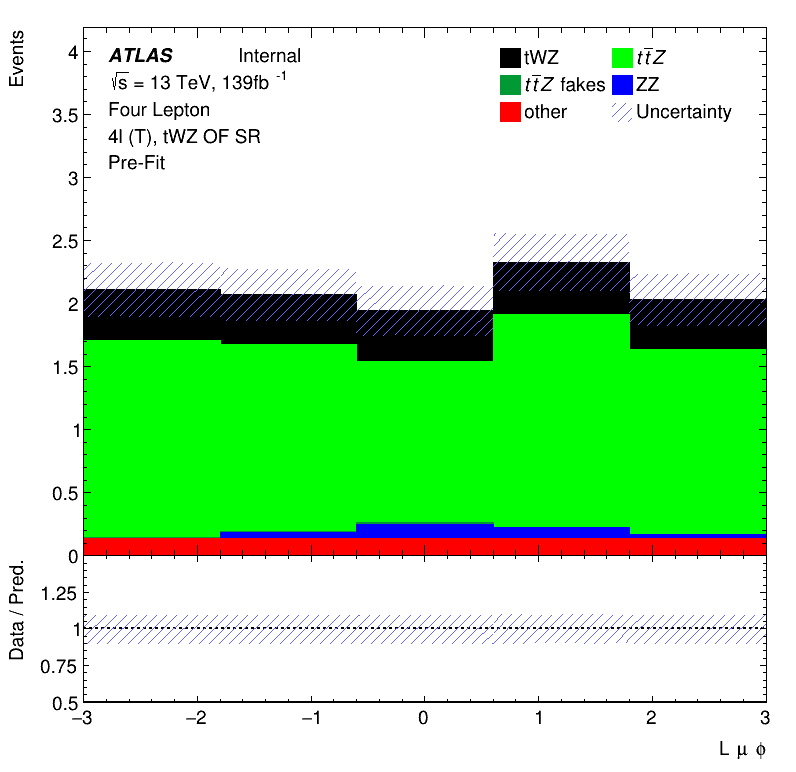 Events
4
3.5
3
2.5
2
1.5
1
0.5
0
ATLAS Internal
√s = 13 TeV, 139fb⁻¹
Four Lepton
4l (T), tWZ OF SR
Pre-Fit
tWZ
tt̄Z
tt̄Z fakes
ZZ
other
Uncertainty
Data / Pred.
1.25
1
0.75
0.5
−3 −2 −1 0 1 2 3
L μ ϕ